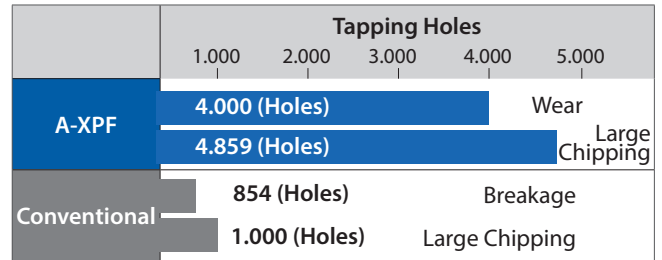 Tapping Holes
1.000 2.000 3.000 4.000 5.000
A-XPF
4.000 (Holes) Wear
4.859 (Holes) Large
Chipping
Conventional
854 (Holes) Breakage
1.000 (Holes) Large Chipping